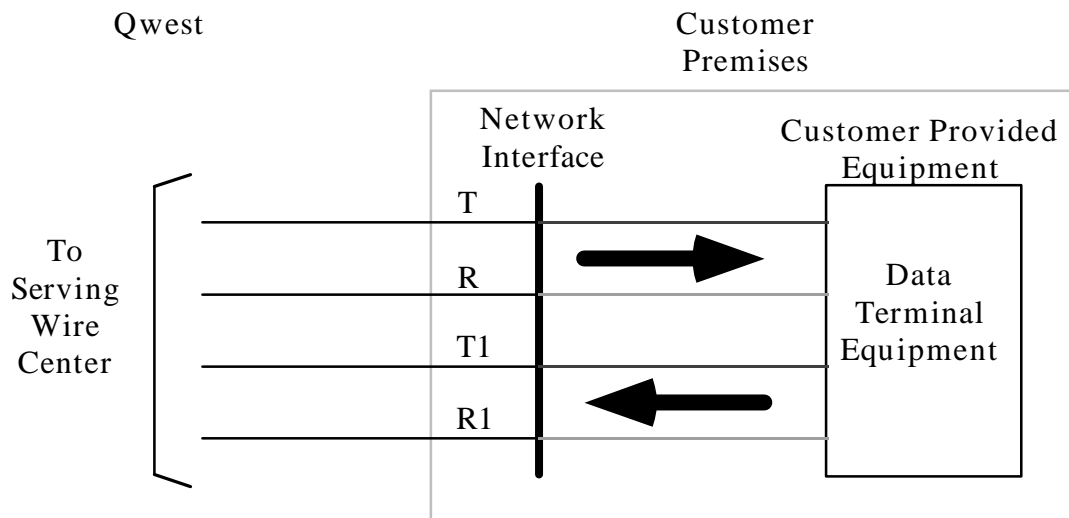 Qwest
Customer
Premises
Network
Interface
Customer Provided
Equipment
T
R
T1
R1
To
Serving
Wire
Center
Data
Terminal
Equipment